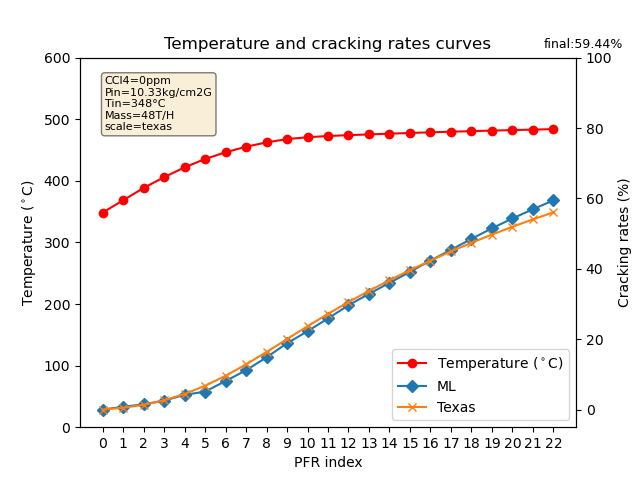 Temperature and cracking rates curves
final:59.44%
CCl4=0ppm
Pin=10.33kg/cm2G
Tin=348°C
Mass=48T/H
scale=texas
Temperature (°C)
600
500
400
300
200
100
0
100
80
60
40
20
0
Cracking rates (%)
Temperature (°C)
ML
Texas
0 1 2 3 4 5 6 7 8 9 10 11 12 13 14 15 16 17 18 19 20 21 22
PFR index